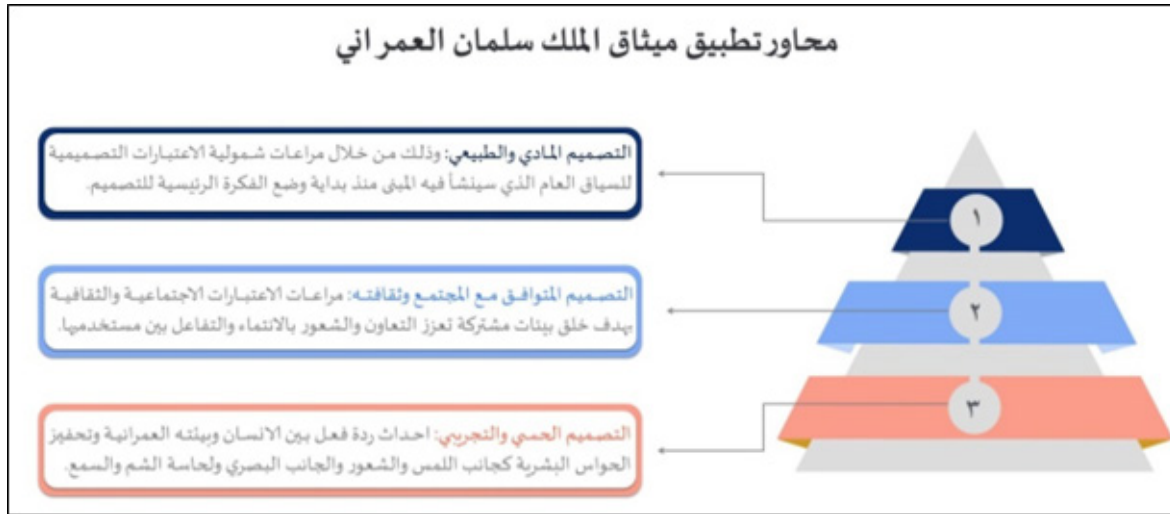 محاور تطبيق ميثاق الملك سلمان العمراني
التصميم المادي والطبيعي: وذلك من خلال مراعات شمولية الاعتبارات التصميمية
للسياق العام الذي سينشأ فيه المبنى منذ بداية وضع الفكرة الرئيسية للتصميم.
١
التصميم المتوافق مع المجتمع وثقافته: مراعات الاعتبارات الاجتماعية والثقافية
بهدف خلق بيئات مشتركة تعزز التعاون والشعور بالانتماء والتفاعل بين مستخدميها.
٢
التصميم الحسي والتجريبي: احداث ردة فعل بين الانسان وبيئته العمرانية وتحفيز
الحواس البشرية كجانب اللمس والشعور والجانب البصري ولحاسة الشم والسمع.
٣